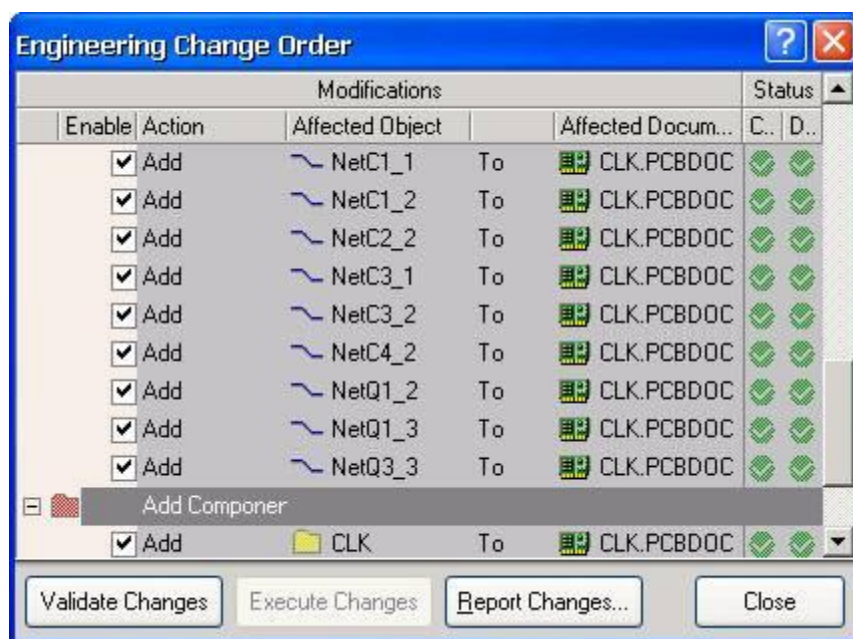 Engineering Change Order
Modifications Status
Enable Action Affected Object Affected Docum... C.. D..
Add NetC1_1 To CLK.PCBDOC
Add NetC1_2 To CLK.PCBDOC
Add NetC2_2 To CLK.PCBDOC
Add NetC3_1 To CLK.PCBDOC
Add NetC3_2 To CLK.PCBDOC
Add NetC4_2 To CLK.PCBDOC
Add NetQ1_2 To CLK.PCBDOC
Add NetQ1_3 To CLK.PCBDOC
Add NetQ3_3 To CLK.PCBDOC
Add Componer
Add CLK To CLK.PCBDOC
Validate Changes Execute Changes Report Changes... Close